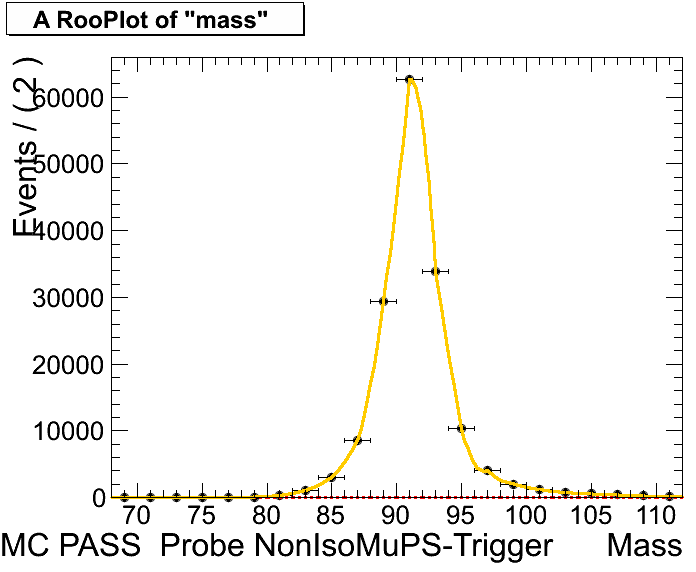 A RooPlot of "mass"
Events / ( 2 )
60000
50000
40000
30000
20000
10000
0
70 75 80 85 90 95 100 105 110
MC PASS Probe NonIsoMuPS-Trigger Mass